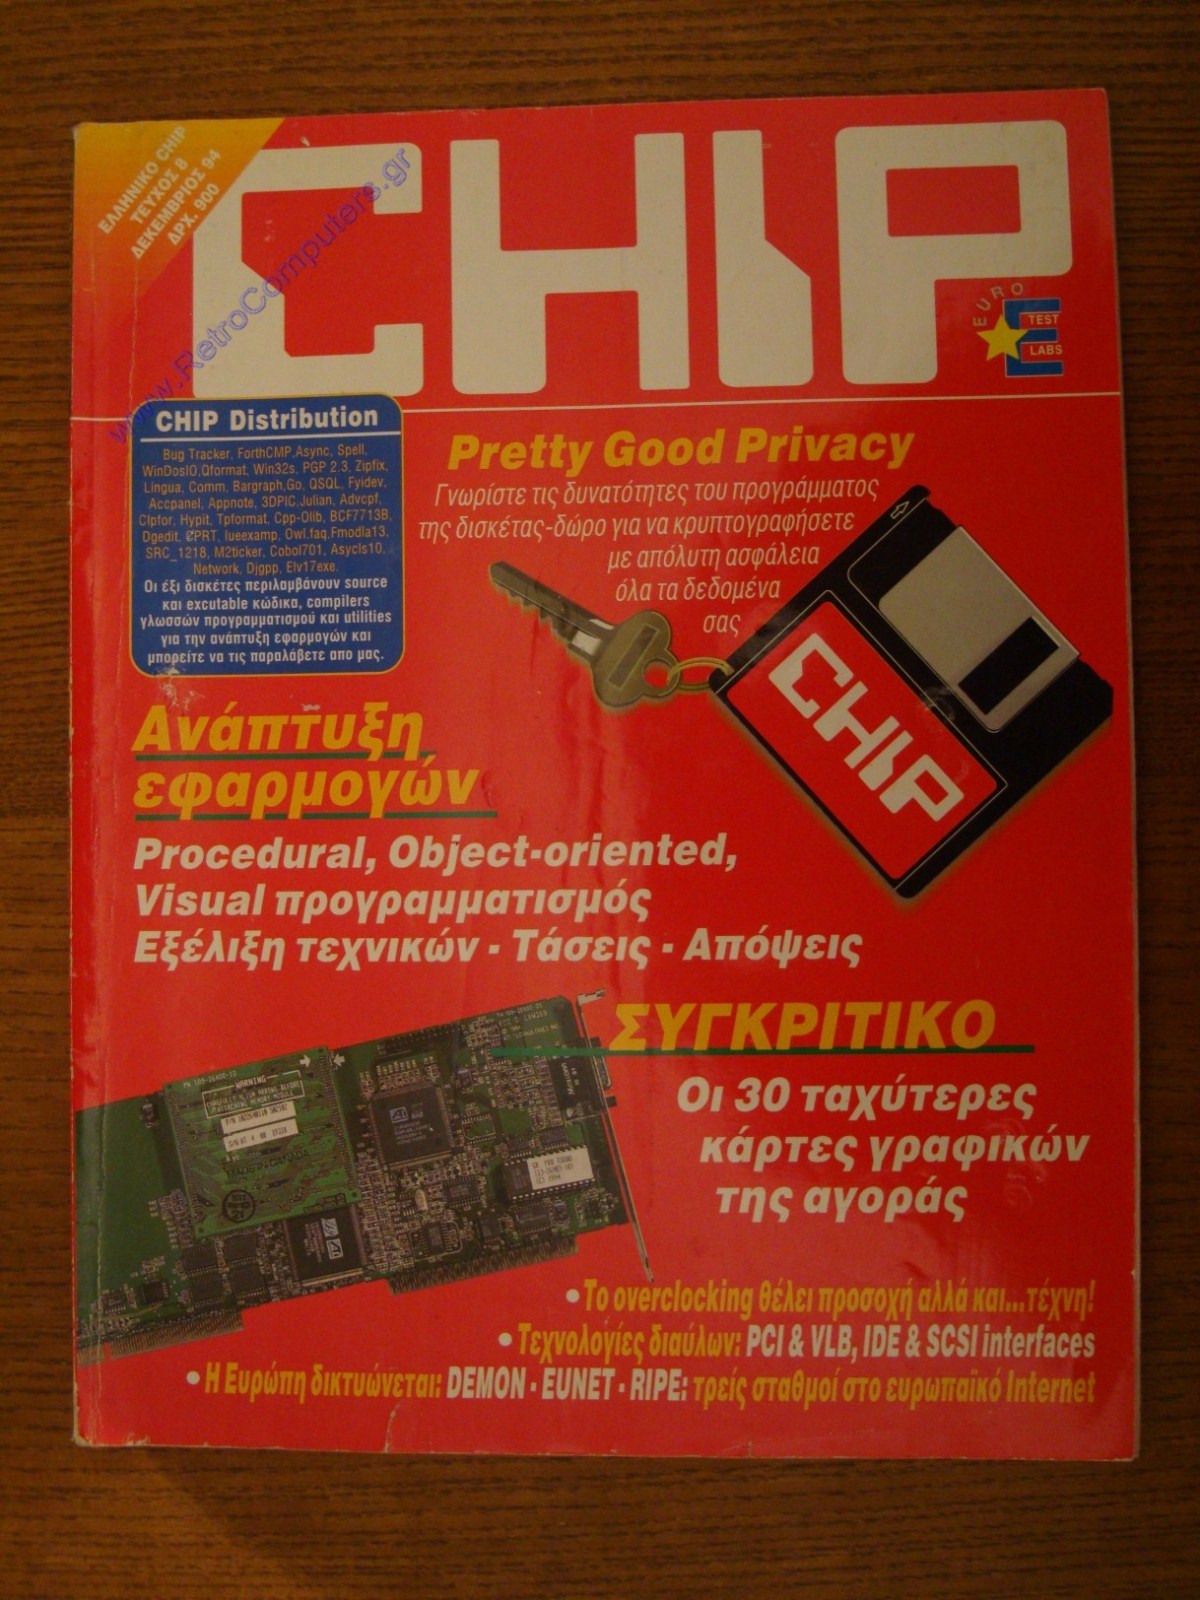 ΕΛΛΗΝΙΚΟ CHIP
ΤΕΥΧΟΣ 8
ΔΕΚΕΜΒΡΙΟΣ 94
ΔΡΧ. 900
CHIP
www.RetroComputers.gr
EURO
TEST
LABS
CHIP Distribution
Bug Tracker, ForthCMP,Async, Spell,
WinDosIO,Qformat, Win32s, PGP 2.3, Zipfix,
Lingua, Comm, Bargraph,Go, QSQL, Fyidev,
Accpanel, Appnote, 3DPIC,Julian, Advcpf,
Clpfor, Hypit, Tpformat, Cpp-Olib, BCF7713B,
Dgedit, CPRT, Iueexamp, Owl.faq,Fmodla13,
SRC_1218, M2ticker, Cobol701, Asycls10,
Network, Djgpp, Elv17exe.
Οι έξι δισκέτες περιλαμβάνουν source
και excutable κώδικα, compilers
γλωσσών προγραμματισμού και utilities
για την ανάπτυξη εφαρμογών και
μπορείτε να τις παραλάβετε απο μας.
Pretty Good Privacy
Γνωρίστε τις δυνατότητες του προγράμματος
της δισκέτας-δώρο για να κρυπτογραφήσετε
με απόλυτη ασφάλεια
όλα τα δεδομένα
σας
CHIP
Ανάπτυξη
εφαρμογών
Procedural, Object-oriented,
Visual προγραμματισμός
Εξέλιξη τεχνικών - Τάσεις - Απόψεις
ΣΥΓΚΡΙΤΙΚΟ
Οι 30 ταχύτερες
κάρτες γραφικών
της αγοράς
WARNING
MADE IN CANADA
ATI
ATI
• Το overclocking θέλει προσοχή αλλά και...τέχνη!
• Τεχνολογίες διαύλων: PCI & VLB, IDE & SCSI interfaces
• Η Ευρώπη δικτυώνεται: DEMON - EUNET - RIPE: τρείς σταθμοί στο ευρωπαϊκό Internet